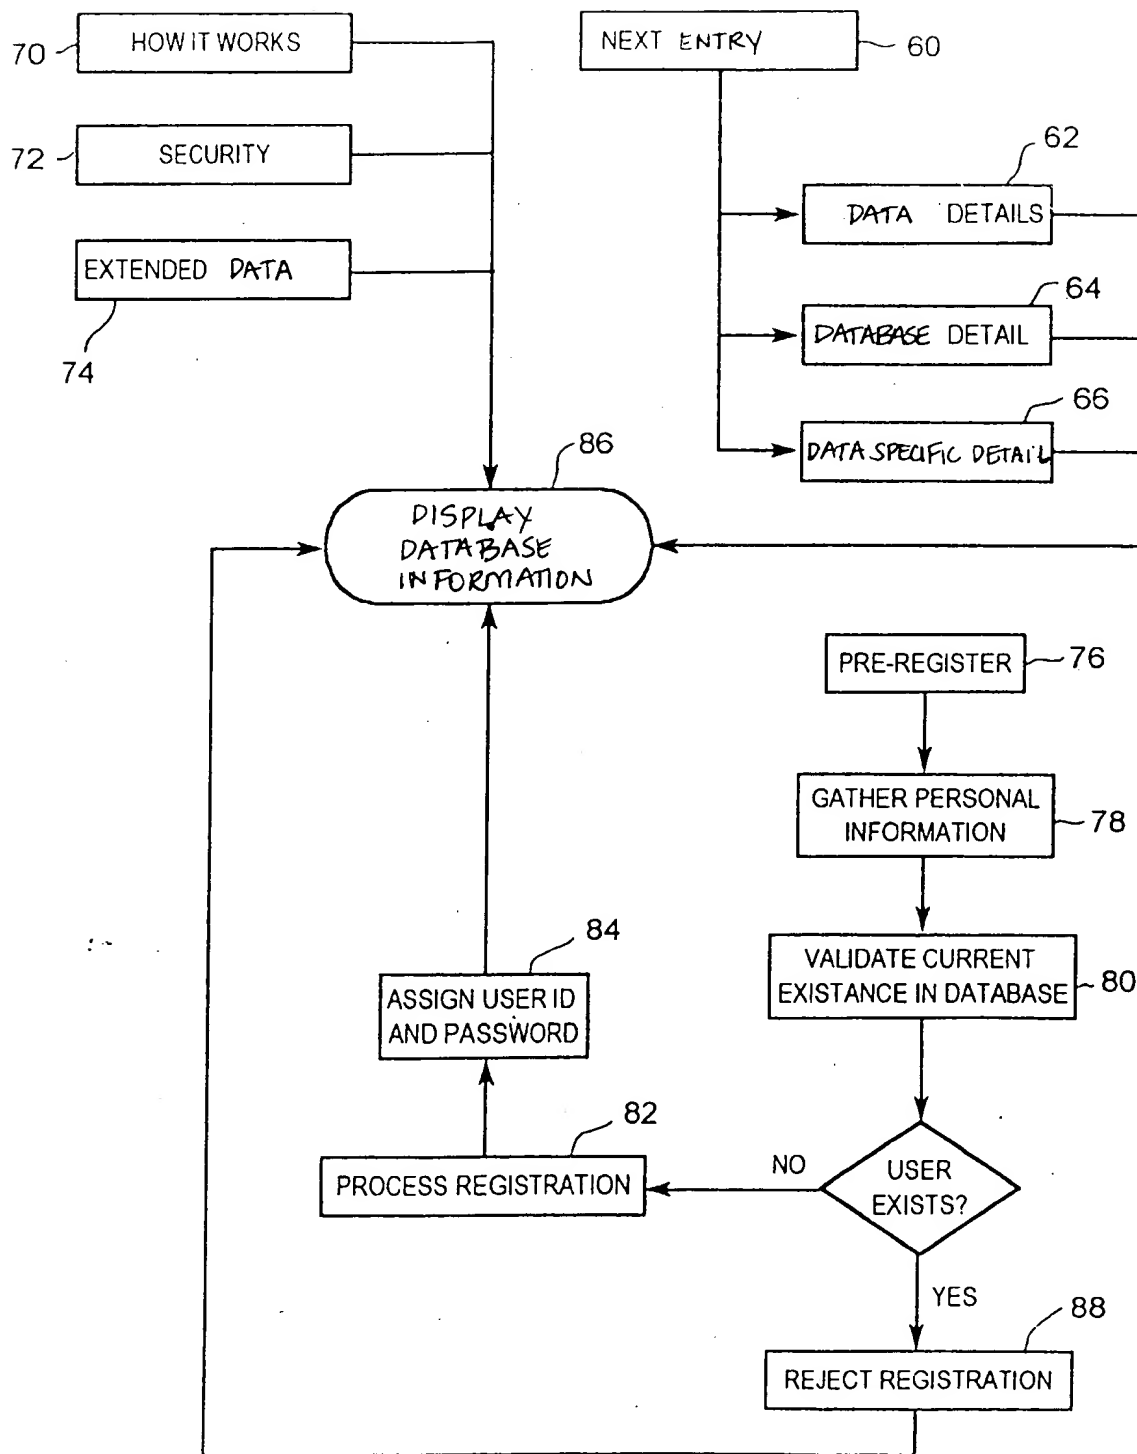 70
HOW IT WORKS
NEXT ENTRY
60
72
SECURITY
62
DATA DETAILS
EXTENDED DATA
74
64
DATABASE DETAIL
66
DATA SPECIFIC DETAIL
86
DISPLAY
DATABASE
INFORMATION
PRE-REGISTER
76
GATHER PERSONAL
INFORMATION
78
84
VALIDATE CURRENT
EXISTANCE IN DATABASE
80
ASSIGN USER ID
AND PASSWORD
82
PROCESS REGISTRATION
NO
USER
EXISTS?
YES
88
REJECT REGISTRATION